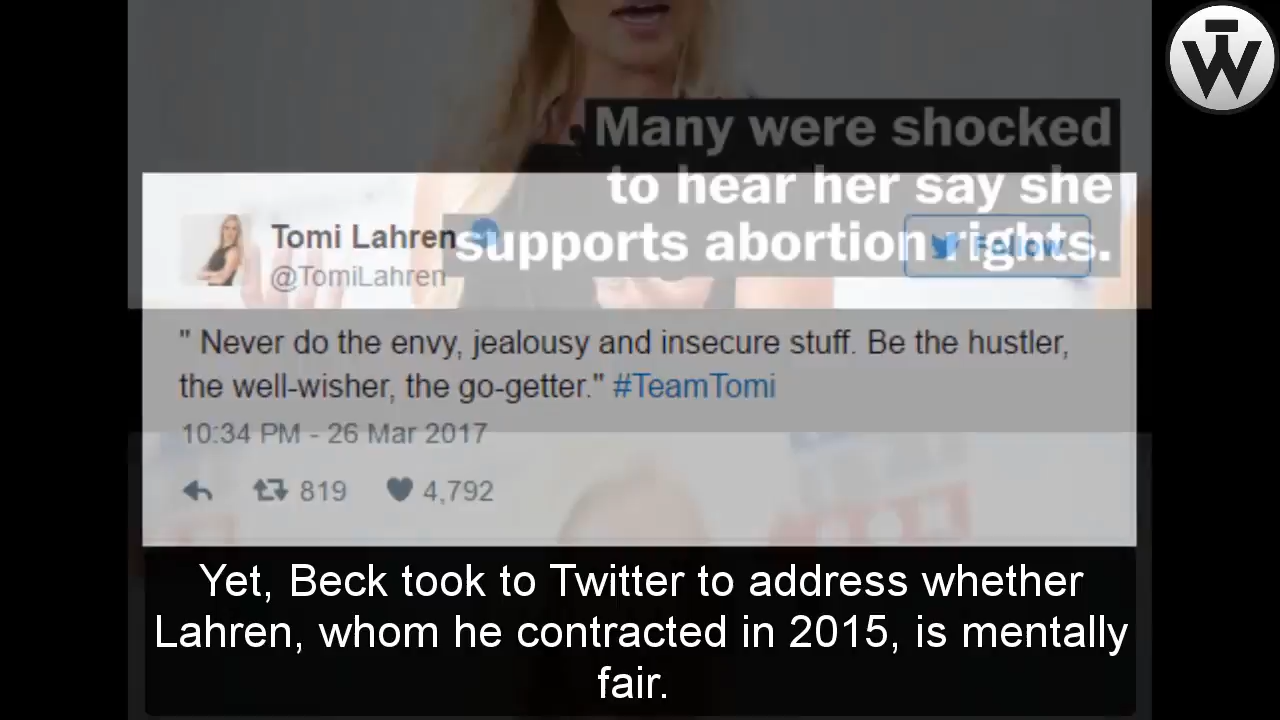 Many were shocked
to hear her say she
supports abortion rights.
Tomi Lahren
@TomiLahren
Follow
" Never do the envy, jealousy and insecure stuff. Be the hustler,
the well-wisher, the go-getter." #TeamTomi
10:34 PM - 26 Mar 2017
819 4,792
Yet, Beck took to Twitter to address whether
Lahren, whom he contracted in 2015, is mentally
fair.